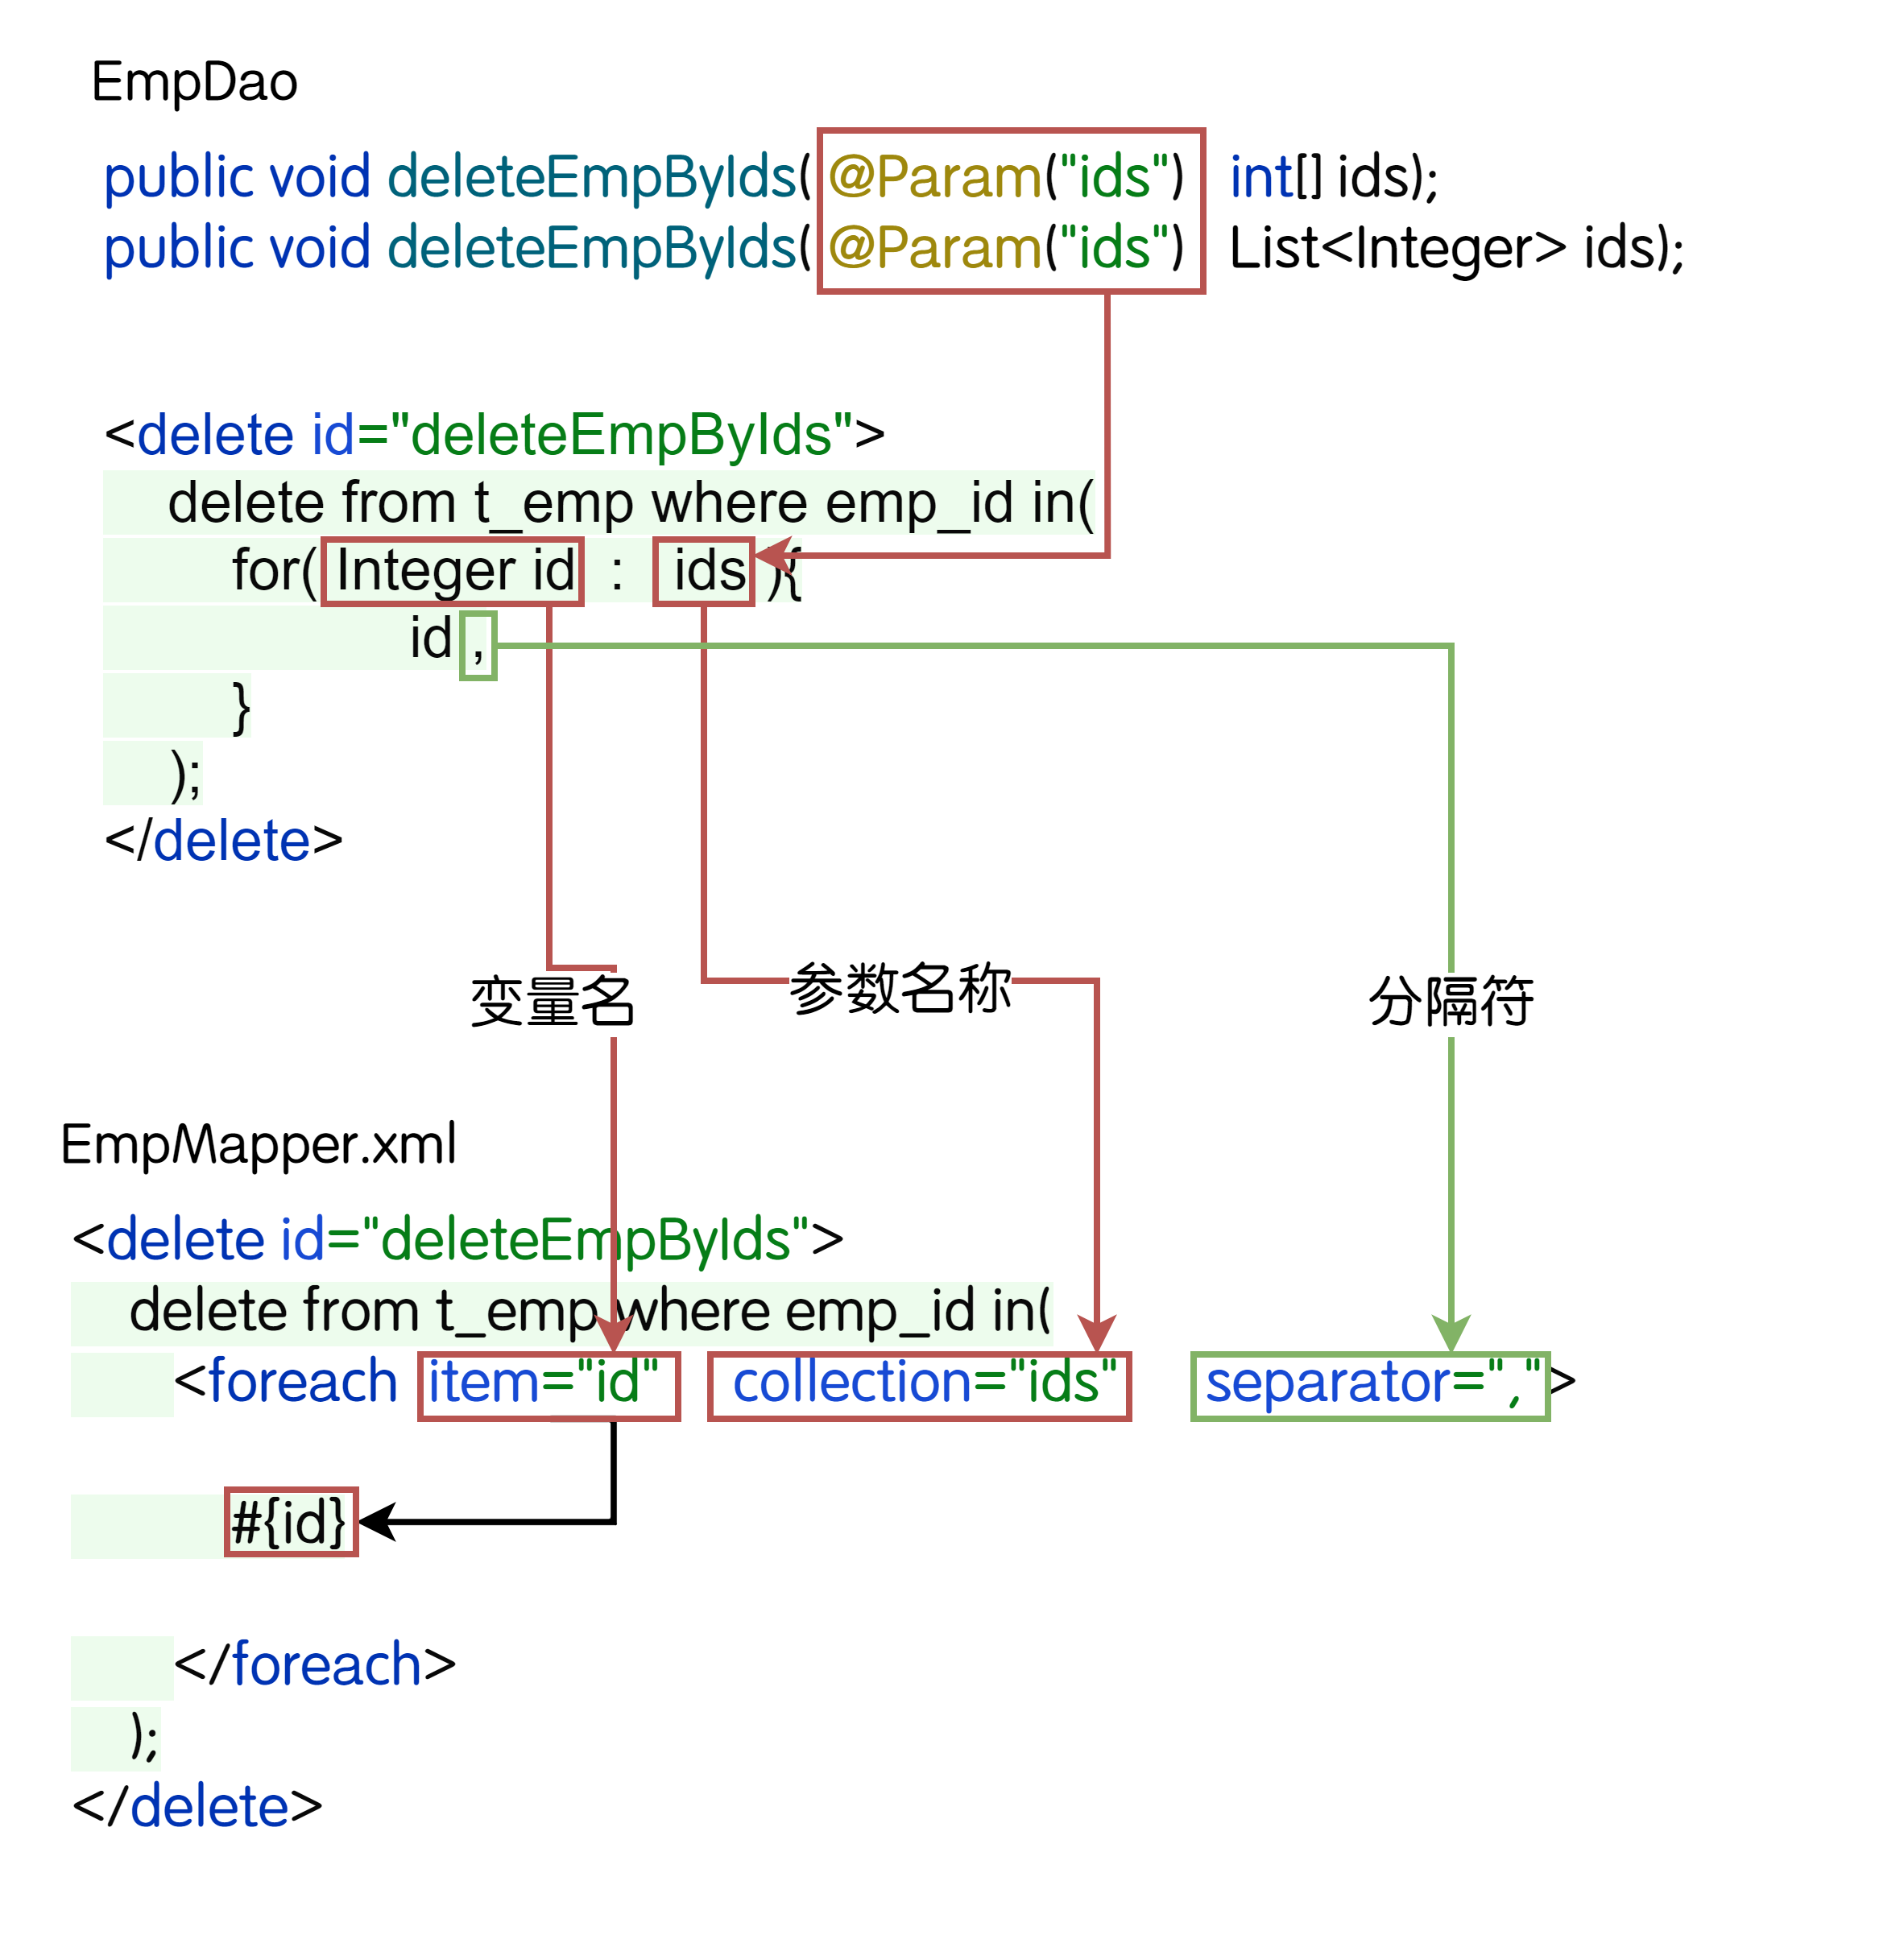 EmpDao
public void deleteEmpByIds( @Param("ids") int[] ids);
public void deleteEmpByIds( @Param("ids") List<Integer> ids);
<delete id="deleteEmpByIds">
delete from t_emp where emp_id in(
for( Integer id : ids ){
id ,
}
);
</delete>
变量名 参数名称 分隔符
EmpMapper.xml
<delete id="deleteEmpByIds">
delete from t_emp where emp_id in(
<foreach item="id" collection="ids" separator=",">
#{id}
</foreach>
);
</delete>